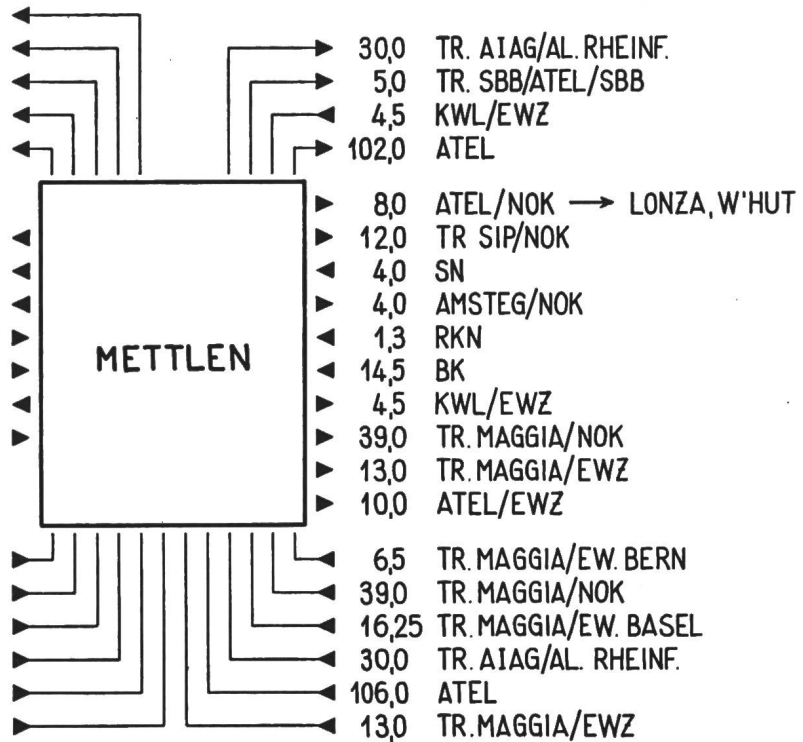 30,0 TR. AIAG/AL. RHEINF.
5,0 TR. SBB/ATEL/SBB
4,5 KWL/EWZ
102,0 ATEL
8,0 ATEL/NOK → LONZA, W'HUT
12,0 TR SIP/NOK
4,0 SN
4,0 AMSTEG/NOK
1,3 RKN
METTLEN
14,5 BK
4,5 KWL/EWZ
39,0 TR. MAGGIA/NOK
13,0 TR. MAGGIA/EWZ
10,0 ATEL/EWZ
6,5 TR. MAGGIA/EW. BERN
39,0 TR. MAGGIA/NOK
16,25 TR. MAGGIA/EW. BASEL
30,0 TR. AIAG/AL. RHEINF.
106,0 ATEL
13,0 TR. MAGGIA/EWZ